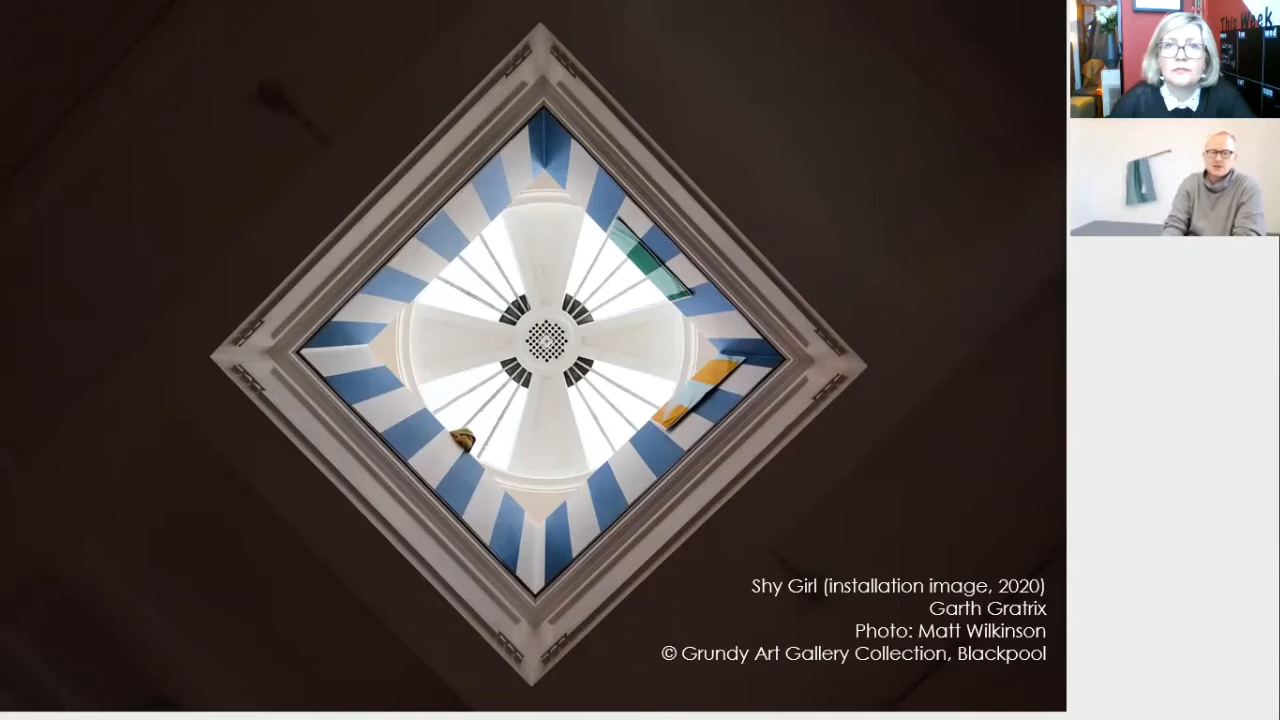 This Week
Shy Girl (installation image, 2020)
Garth Gratrix
Photo: Matt Wilkinson
© Grundy Art Gallery Collection, Blackpool